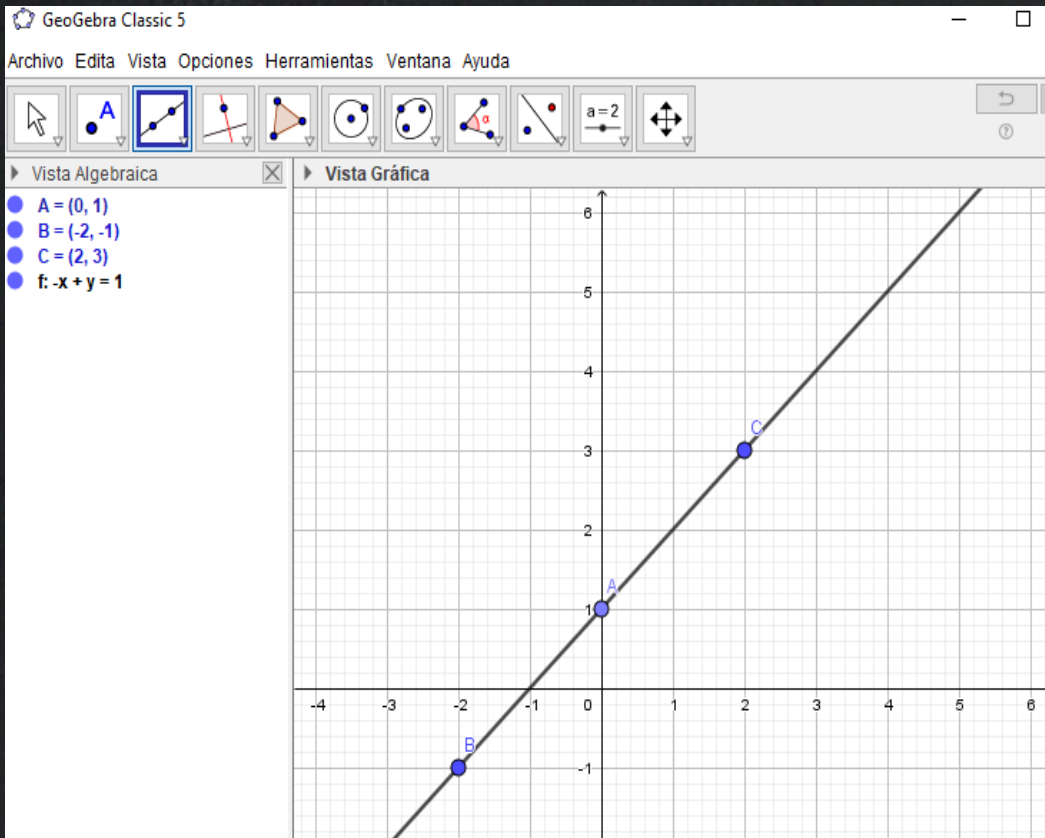 GeoGebra Classic 5
Archivo Edita Vista Opciones Herramientas Ventana Ayuda
A α a = 2
Vista Algebraica
Vista Gráfica
A = (0, 1)
B = (-2, -1)
C = (2, 3)
f: -x + y = 1
6
5
4
C
3
2
A
1
-4 -3 -2 -1 0 1 2 3 4 5 6
B
-1